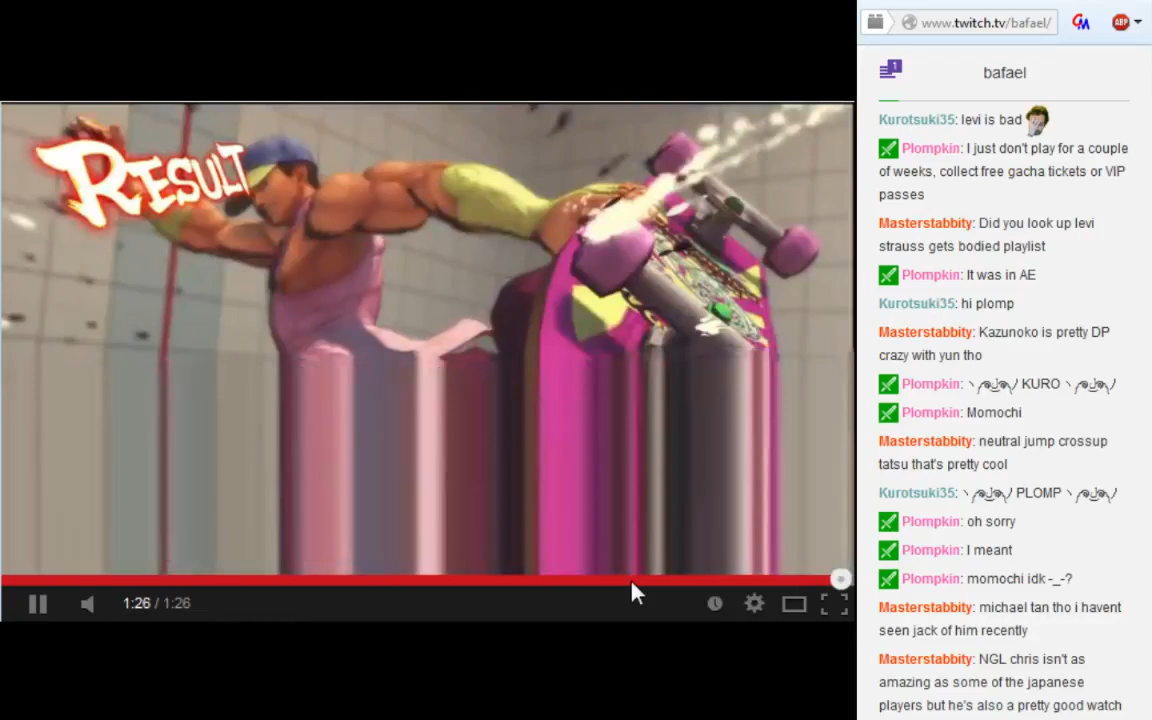 RESULT
1:26 / 1:26
www.twitch.tv/bafael/
GM
ABP
1
bafael
Kurotsuki35: levi is bad
Plompkin: I just don't play for a couple
of weeks, collect free gacha tickets or VIP
passes
Masterstabbity: Did you look up levi
strauss gets bodied playlist
Plompkin: It was in AE
Kurotsuki35: hi plomp
Masterstabbity: Kazunoko is pretty DP
crazy with yun tho
Plompkin: ヽ༼ຈل͜ຈ༽ﾉ KURO ヽ༼ຈل͜ຈ༽ﾉ
Plompkin: Momochi
Masterstabbity: neutral jump crossup
tatsu that's pretty cool
Kurotsuki35: ヽ༼ຈل͜ຈ༽ﾉ PLOMP ヽ༼ຈل͜ຈ༽ﾉ
Plompkin: oh sorry
Plompkin: I meant
Plompkin: momochi idk -_-?
Masterstabbity: michael tan tho i havent
seen jack of him recently
Masterstabbity: NGL chris isn't as
amazing as some of the japanese
players but he's also a pretty good watch